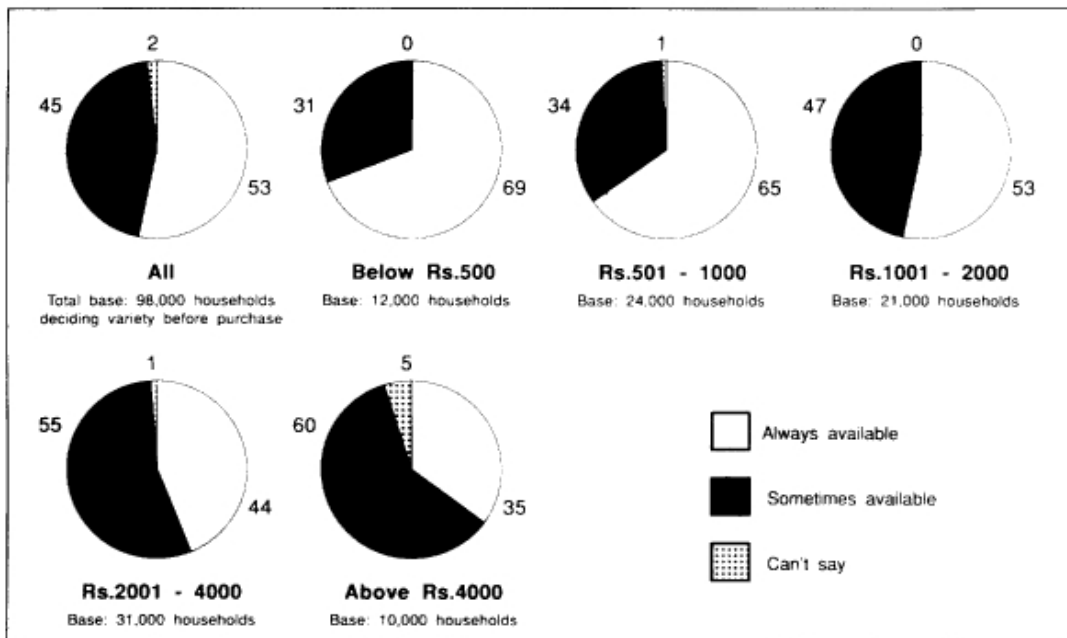 2
45
53
All
Total base: 98,000 households
deciding variety before purchase
0
31
69
Below Rs.500
Base: 12,000 households
1
34
65
Rs.501 - 1000
Base: 24,000 households
0
47
53
Rs.1001 - 2000
Base: 21,000 households
1
55
44
Rs.2001 - 4000
Base: 31,000 households
5
60
35
Above Rs.4000
Base: 10,000 households
Always available
Sometimes available
Can't say